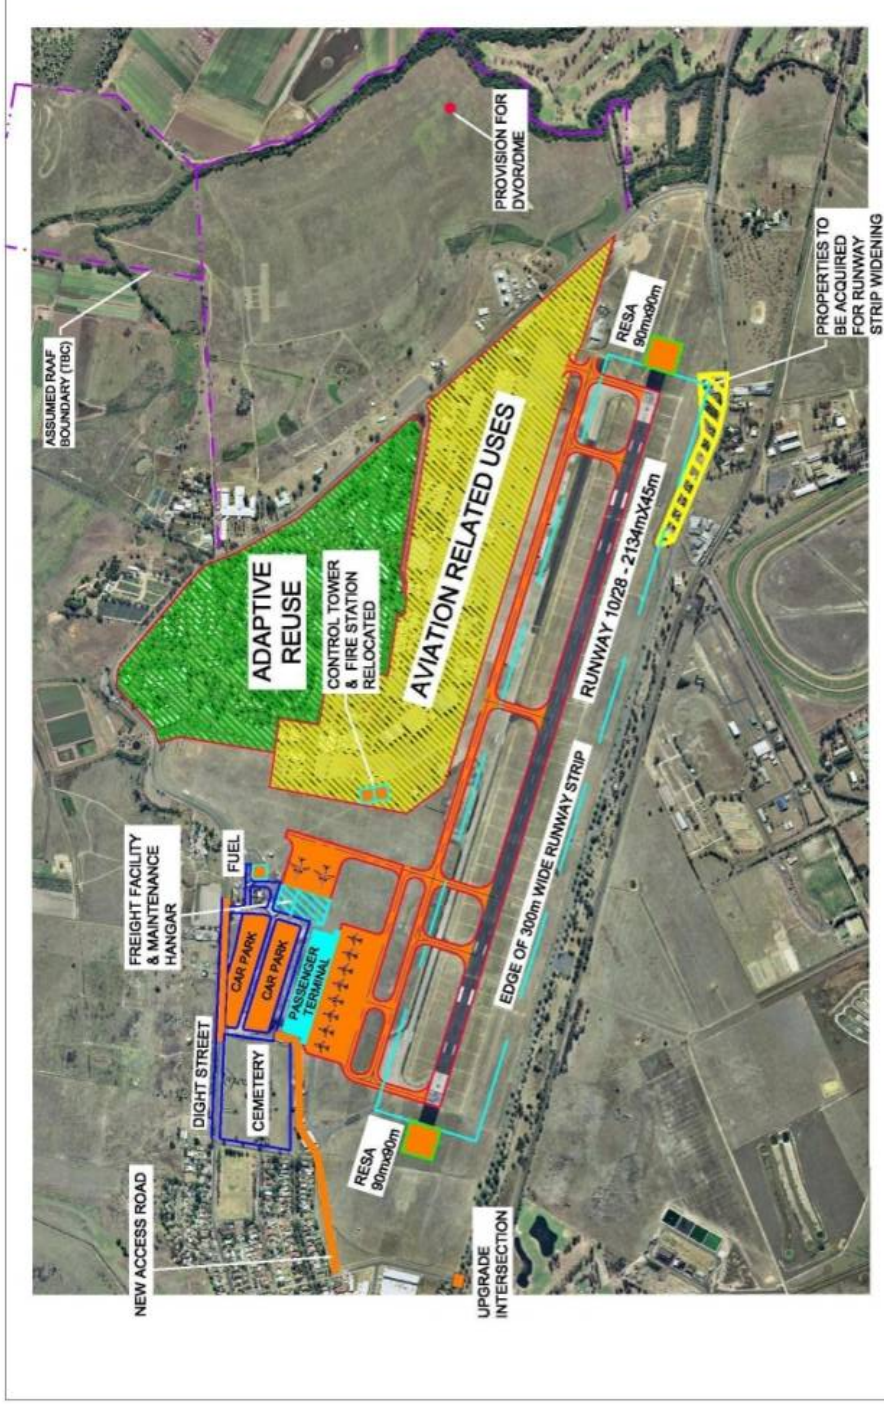 NEW ACCESS ROAD
DIGHT STREET
CEMETERY
FREIGHT FACILITY
& MAINTENANCE
HANGAR
FUEL
CAR PARK
CAR PARK
PASSENGER
TERMINAL
ASSUMED RAAF
BOUNDARY (TBC)
ADAPTIVE
REUSE
CONTROL TOWER
& FIRE STATION
RELOCATED
AVIATION RELATED USES
PROVISION FOR
DVOR/DME
RESA
90mx90m
RESA
90mx90m
UPGRADE
INTERSECTION
EDGE OF 300m WIDE RUNWAY STRIP
RUNWAY 10/28 - 2134mX45m
PROPERTIES TO
BE ACQUIRED
FOR RUNWAY
STRIP WIDENING